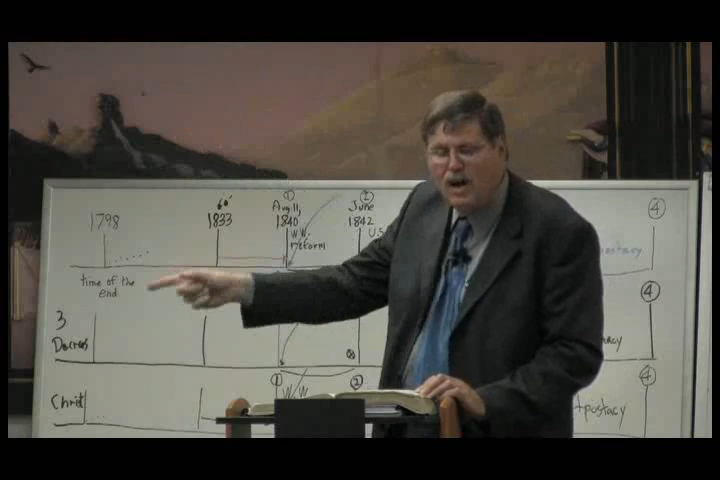 1798
60'
1833
①
Aug 11,
1840
②
June
1842
④
W.W.
reform
U.S
time of the
end
④
3
Decrees
①
②
④
Christ
W.W
Apostacy